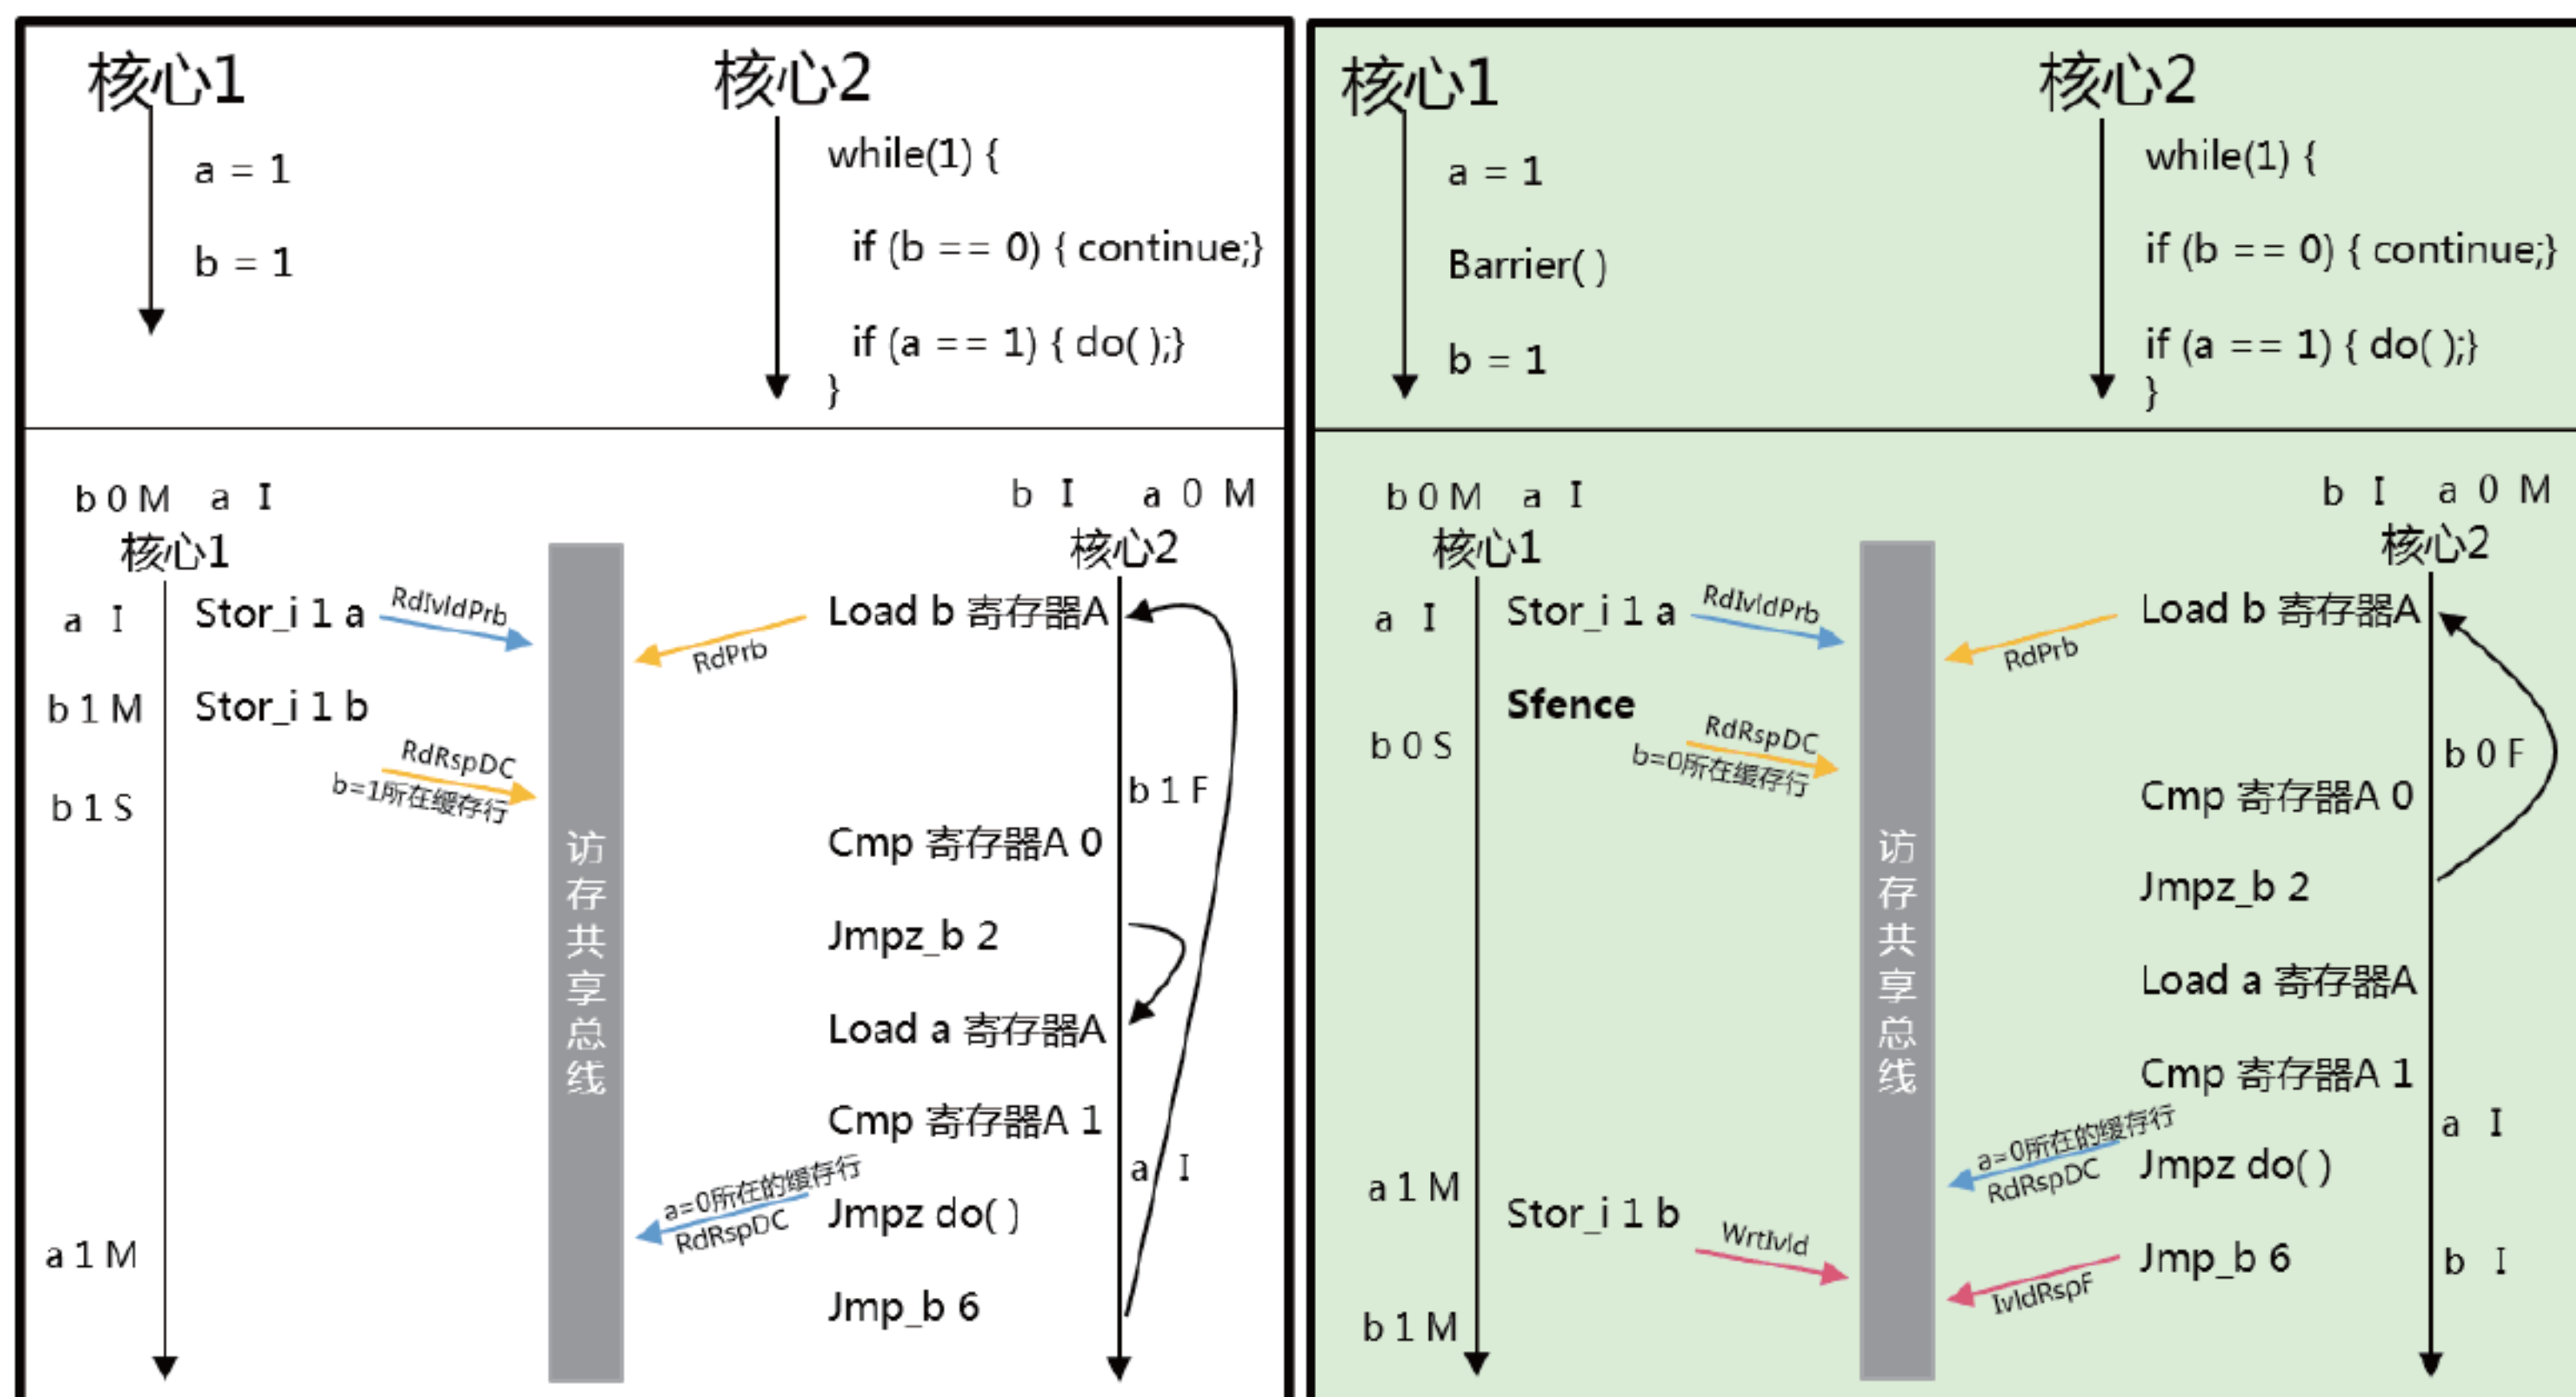 核心1
a = 1
b = 1
核心2
while(1) {
if (b == 0) { continue;}
if (a == 1) { do( );}
}
b 0 M a I
核心1
b I a 0 M
核心2
a I
Stor_i 1 a
RdIvldPrb
RdPrb
Load b 寄存器A
b 1 M
Stor_i 1 b
RdRspDC
b=1所在缓存行
b 1 S
b 1 F
访存共享总线
Cmp 寄存器A 0
Jmpz_b 2
Load a 寄存器A
Cmp 寄存器A 1
a I
a=0所在的缓存行
RdRspDC
Jmpz do( )
a 1 M
Jmp_b 6
核心1
a = 1
Barrier( )
b = 1
核心2
while(1) {
if (b == 0) { continue;}
if (a == 1) { do( );}
}
b 0 M a I
核心1
b I a 0 M
核心2
a I
Stor_i 1 a
RdIvldPrb
RdPrb
Load b 寄存器A
Sfence
RdRspDC
b=0所在缓存行
b 0 S
b 0 F
访存共享总线
Cmp 寄存器A 0
Jmpz_b 2
Load a 寄存器A
Cmp 寄存器A 1
a I
a=0所在的缓存行
RdRspDC
Jmpz do( )
a 1 M
Stor_i 1 b
WrtIvld
IvldRspF
Jmp_b 6
b I
b 1 M